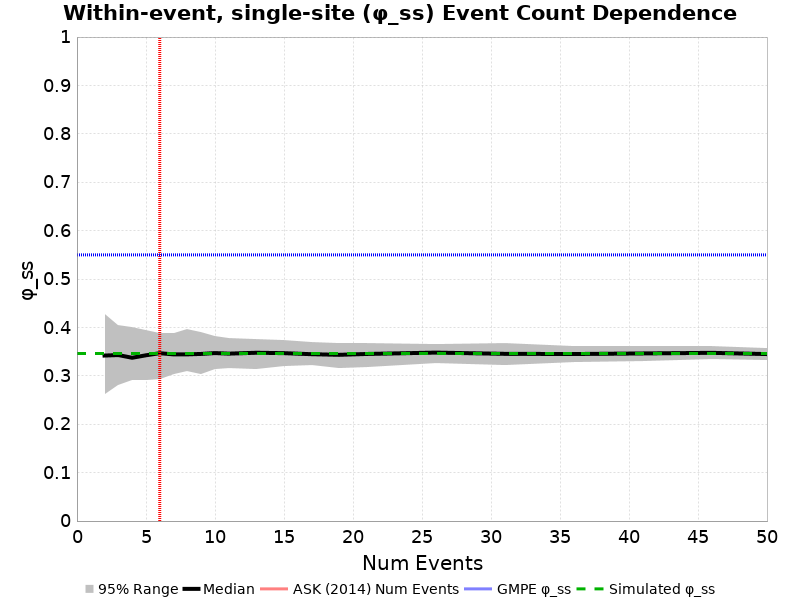 Within-event, single-site (φ_ss) Event Count Dependence
1
0.9
0.8
0.7
0.6
0.5
0.4
0.3
0.2
0.1
0
φ_ss
0 5 10 15 20 25 30 35 40 45 50
Num Events
95% Range Median ASK (2014) Num Events GMPE φ_ss Simulated φ_ss